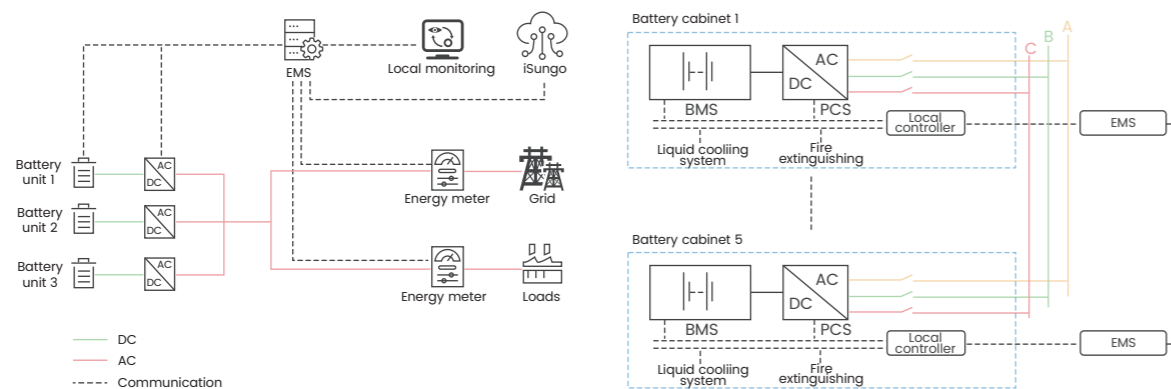 EMS
Local monitoring
iSungo
Battery
unit 1
AC
DC
Energy meter
Grid
Battery
unit 2
AC
DC
Battery
unit 3
AC
DC
Energy meter
Loads
DC
AC
Communication
Battery cabinet 1
A
B
C
AC
DC
BMS
PCS
Local
controller
EMS
Liquid cooliing
system
Fire
extinguishing
Battery cabinet 5
AC
DC
BMS
PCS
Local
controller
EMS
Liquid cooliing
system
Fire
extinguishing